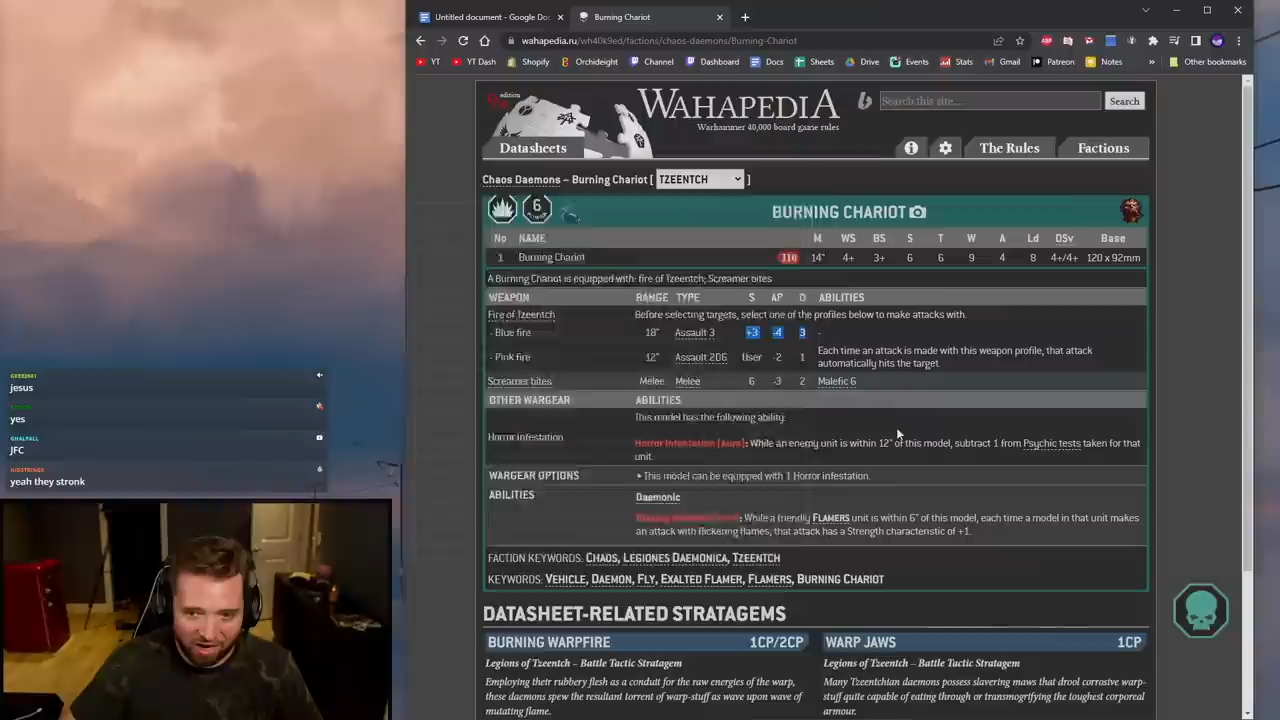 Untitled document - Google Doc
Burning Chariot
wahapedia.ru/wh40k9ed/factions/chaos-daemons/Burning-Chariot
YT
YT Dash
Shopify
Orchideight
Channel
Dashboard
Docs
Sheets
Drive
Events
Stats
Gmail
Patreon
Notes
»
Other bookmarks
edition
WAHAPEDIA
Warhammer 40,000 board game rules
Search this site...
Search
Datasheets
The Rules
Factions
Chaos Daemons – Burning Chariot [ TZEENTCH ]
6
BURNING CHARIOT
No NAME M WS BS S T W A Ld DSv Base
1 Burning Chariot 110 14" 4+ 3+ 6 6 9 4 8 4+/4+ 120 x 92mm
A Burning Chariot is equipped with: fire of Tzeentch; Screamer bites
WEAPON RANGE TYPE S AP D ABILITIES
Fire of Tzeentch Before selecting targets, select one of the profiles below to make attacks with.
- Blue fire 18" Assault 3 +3 -4 3 -
- Pink fire 12" Assault 2D6 User -2 1 Each time an attack is made with this weapon profile, that attack
automatically hits the target.
Screamer bites Melee Melee 6 -3 2 Malefic 6
OTHER WARGEAR ABILITIES
This model has the following ability:
Horror infestation
Horror Infestation (Aura): While an enemy unit is within 12" of this model, subtract 1 from Psychic tests taken for that
unit.
WARGEAR OPTIONS • This model can be equipped with 1 Horror infestation.
ABILITIES Daemonic
: While a friendly FLAMERS unit is within 6" of this model, each time a model in that unit makes
an attack with flickering flames, that attack has a Strength characteristic of +1.
FACTION KEYWORDS: CHAOS, LEGIONES DAEMONICA, TZEENTCH
KEYWORDS: VEHICLE, DAEMON, FLY, EXALTED FLAMER, FLAMERS, BURNING CHARIOT
DATASHEET-RELATED STRATAGEMS
BURNING WARPFIRE 1CP/2CP
Legions of Tzeentch – Battle Tactic Stratagem
Employing their rubbery flesh as a conduit for the raw energies of the warp,
these daemons spew the resultant torrent of warp-stuff as wave upon wave of
mutating flame.
WARP JAWS 1CP
Legions of Tzeentch – Battle Tactic Stratagem
Many Tzeentchian daemons possess slavering maws that drool corrosive warp-
stuff quite capable of eating through or transmogrifying the toughest corporeal
armour.
jesus
yes
GHALFALL
JFC
NIDSTRINGS
yeah they stronk